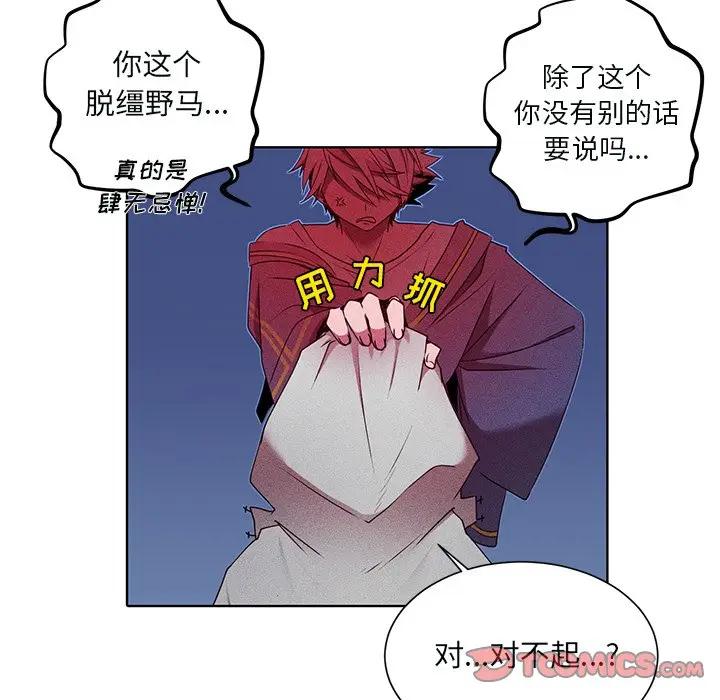 你这个
脱缰野马...
真的是
肆无忌惮!
除了这个
你没有别的话
要说吗...
用力抓
对...对不起...?
DTCOMICS.COM